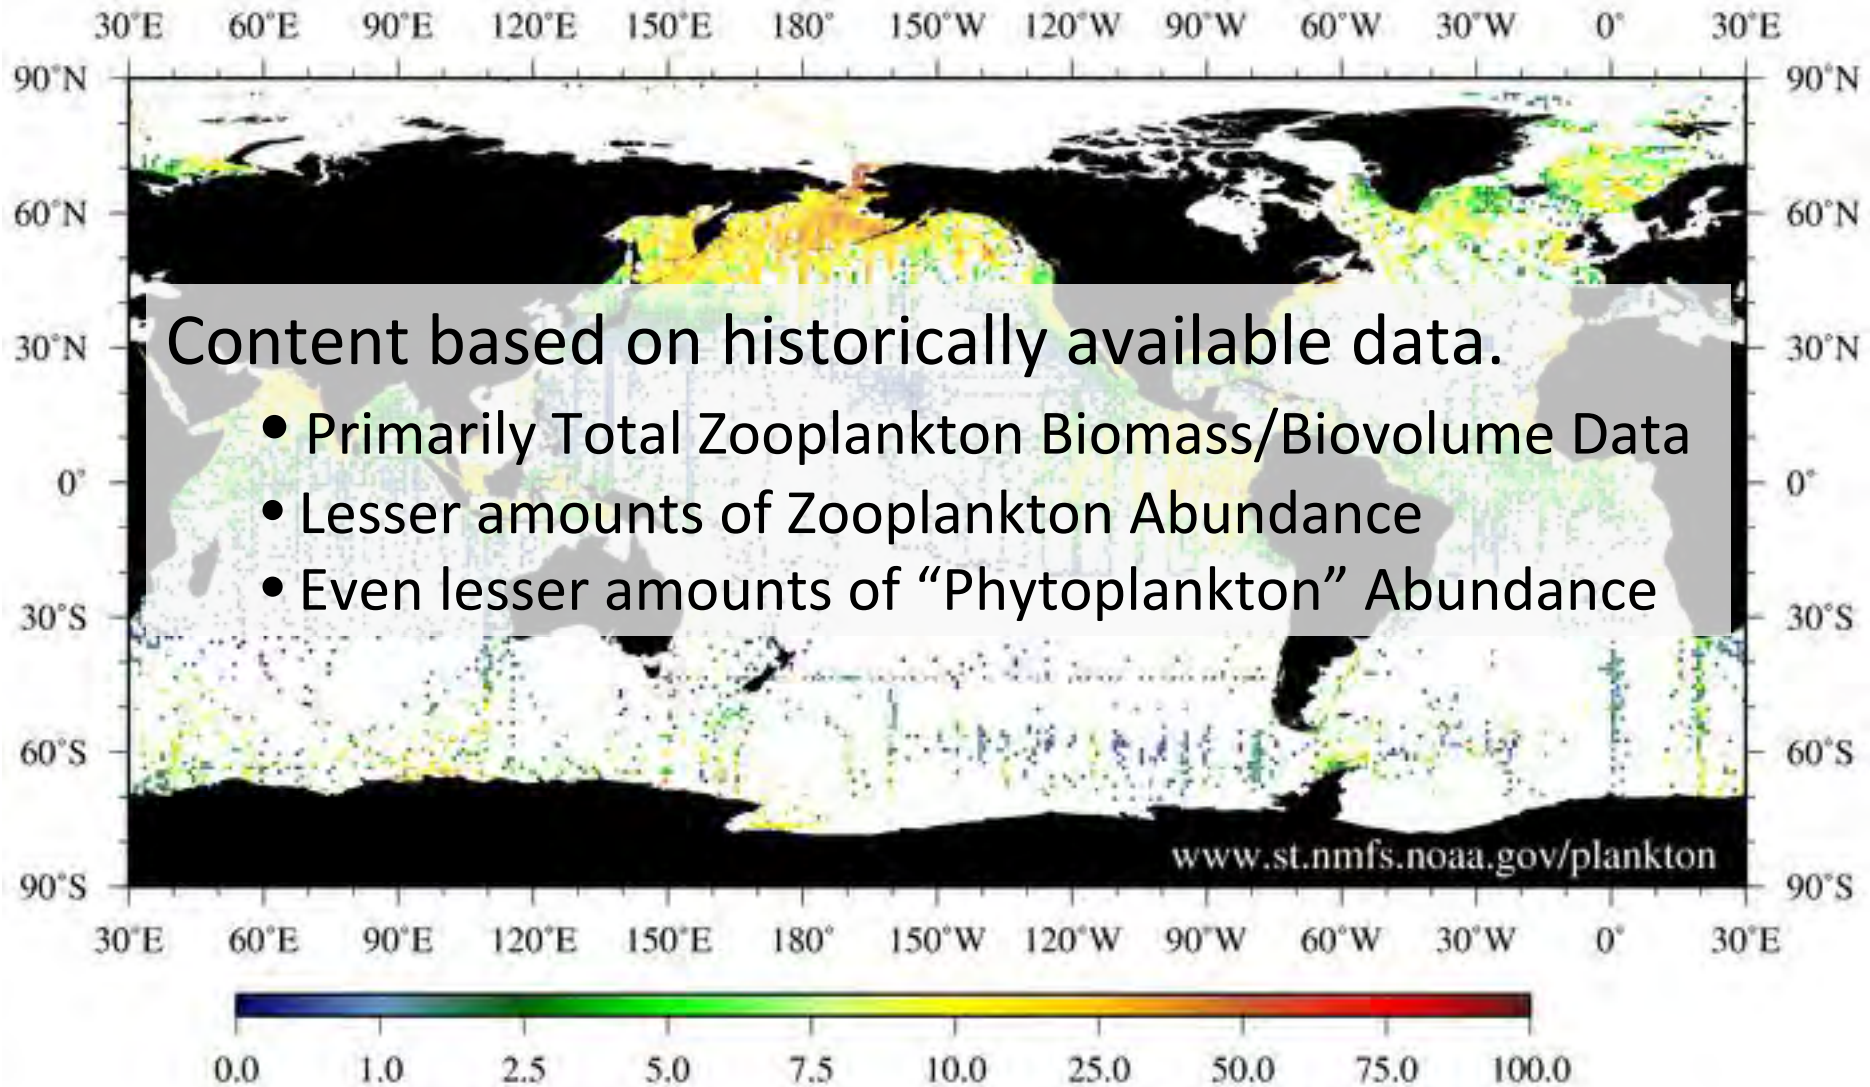 30˚E 60˚E 90˚E 120˚E 150˚E 180˚ 150˚W 120˚W 90˚W 60˚W 30˚W 0˚ 30˚E
90˚N 90˚N
60˚N 60˚N
Content based on historically available data.
30˚N 30˚N
• Primarily Total Zooplankton Biomass/Biovolume Data
0˚ 0˚
• Lesser amounts of Zooplankton Abundance
• Even lesser amounts of “Phytoplankton” Abundance
30˚S 30˚S
60˚S 60˚S
www.st.nmfs.noaa.gov/plankton
90˚S 90˚S
30˚E 60˚E 90˚E 120˚E 150˚E 180˚ 150˚W 120˚W 90˚W 60˚W 30˚W 0˚ 30˚E
0.0 1.0 2.5 5.0 7.5 10.0 25.0 50.0 75.0 100.0